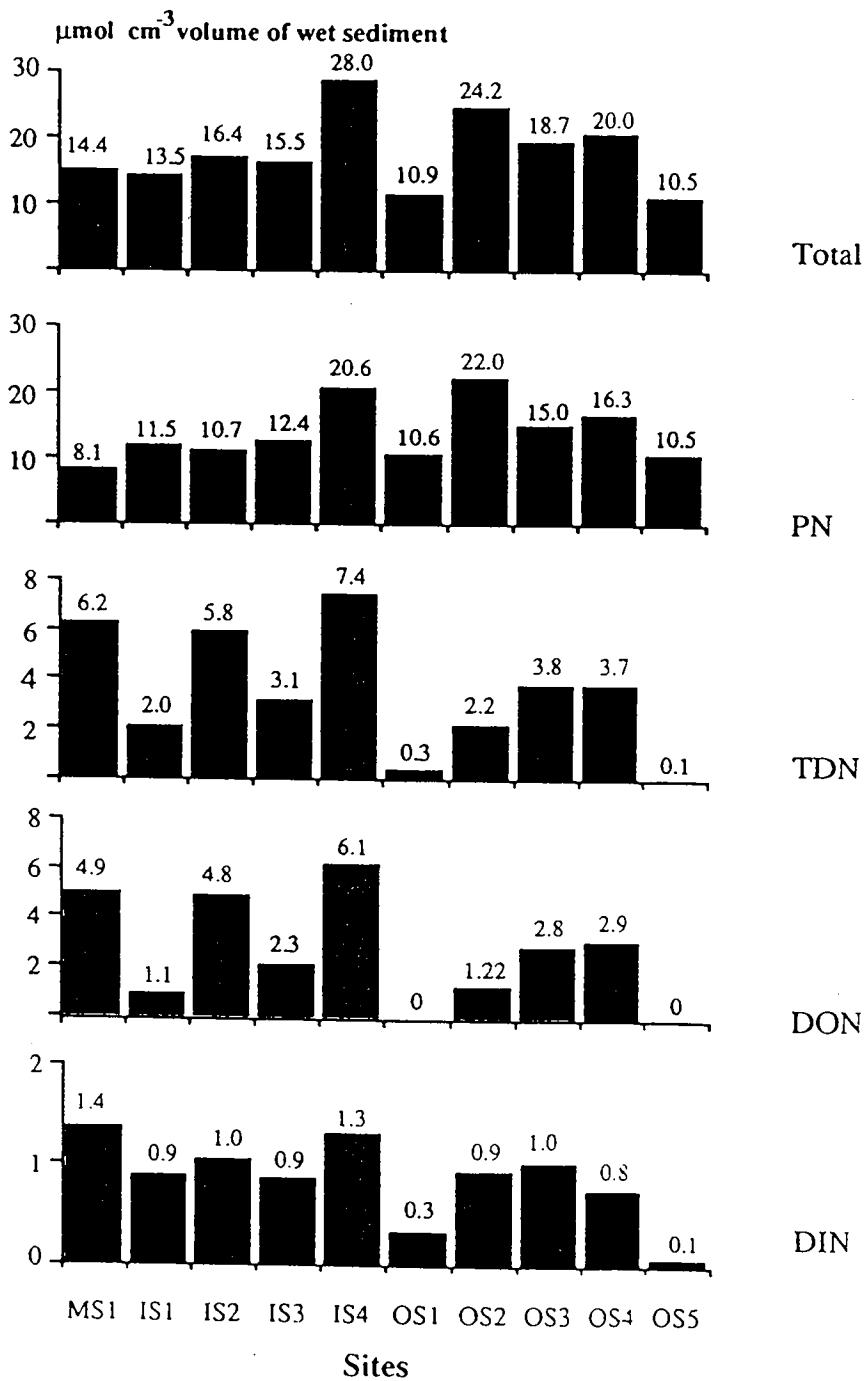 μmol cm-3 volume of wet sediment
30
20
10
14.4 13.5 16.4 15.5 28.0 10.9 24.2 18.7 20.0 10.5
Total
30
20
10
8.1 11.5 10.7 12.4 20.6 10.6 22.0 15.0 16.3 10.5
PN
8
6
4
2
6.2 2.0 5.8 3.1 7.4 0.3 2.2 3.8 3.7 0.1
TDN
8
6
4
2
4.9 1.1 4.8 2.3 6.1 0 1.22 2.8 2.9 0
DON
2
1
0
1.4 0.9 1.0 0.9 1.3 0.3 0.9 1.0 0.8 0.1
DIN
MS1 IS1 IS2 IS3 IS4 OS1 OS2 OS3 OS4 OS5
Sites